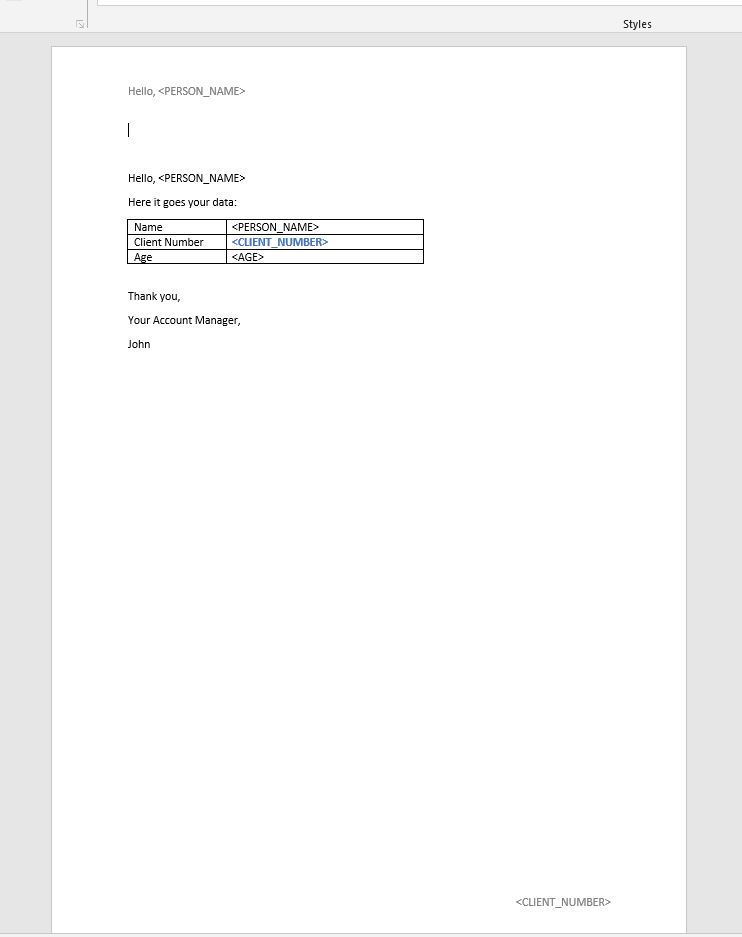 Styles
Hello, <PERSON_NAME>
Hello, <PERSON_NAME>
Here it goes your data:
Name <PERSON_NAME>
Client Number <CLIENT_NUMBER>
Age <AGE>
Thank you,
Your Account Manager,
John
<CLIENT_NUMBER>